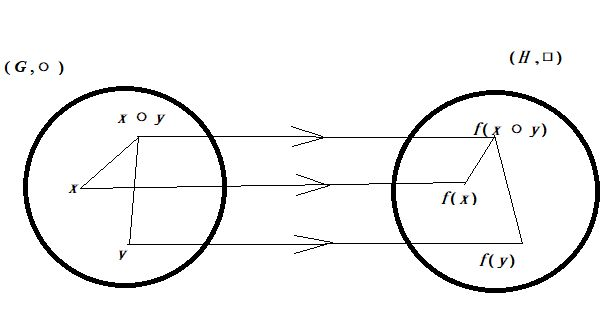 (G,○)
(H,□)
x ○ y
f(x ○ y)
x
f(x)
y
f(y)